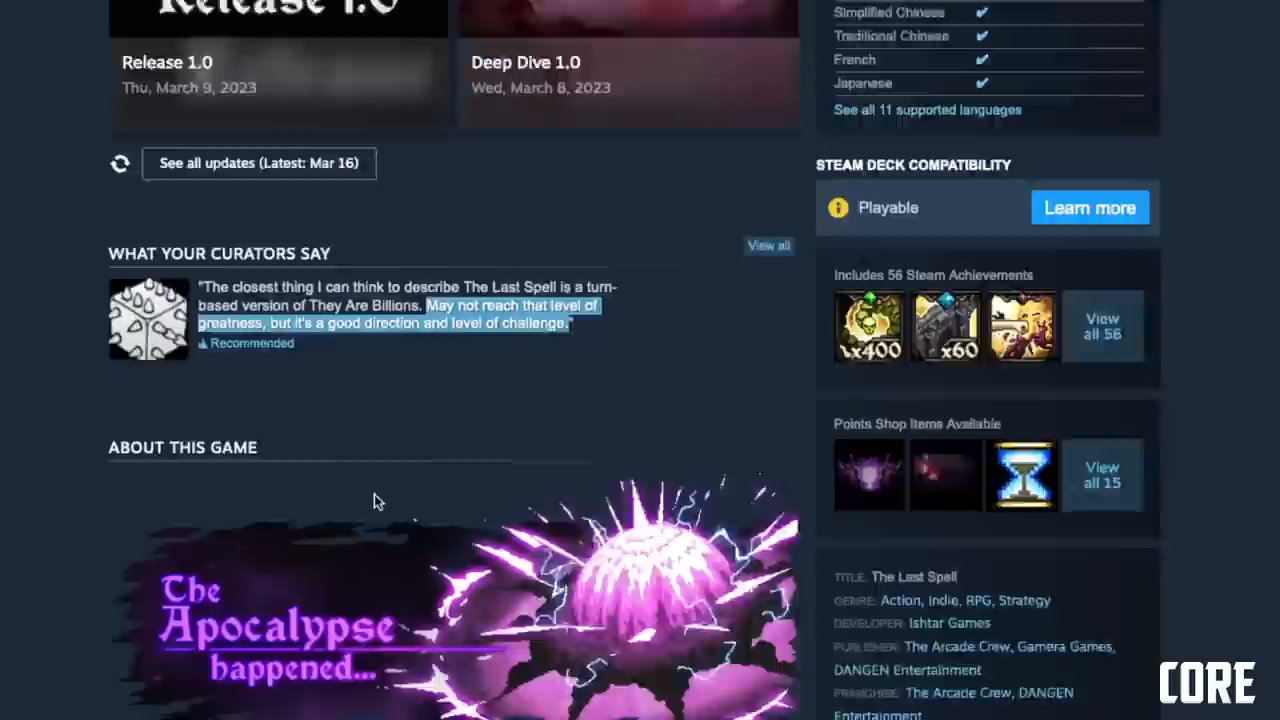 Release 1.0
Release 1.0
Thu, March 9, 2023
Deep Dive 1.0
Wed, March 8, 2023
See all updates (Latest: Mar 16)
WHAT YOUR CURATORS SAY
View all
"The closest thing I can think to describe The Last Spell is a turn-
based version of They Are Billions. May not reach that level of
greatness, but it's a good direction and level of challenge."
Recommended
ABOUT THIS GAME
The
Apocalypse
happened...
Simplified Chinese
Traditional Chinese
French
Japanese
See all 11 supported languages
STEAM DECK COMPATIBILITY
Playable
Learn more
Includes 56 Steam Achievements
x400
x60
View
all 56
Points Shop Items Available
View
all 15
TITLE: The Last Spell
GENRE: Action, Indie, RPG, Strategy
DEVELOPER: Ishtar Games
PUBLISHER: The Arcade Crew, Gamera Games,
DANGEN Entertainment
FRANCHISE: The Arcade Crew, DANGEN
Entertainment
CORE